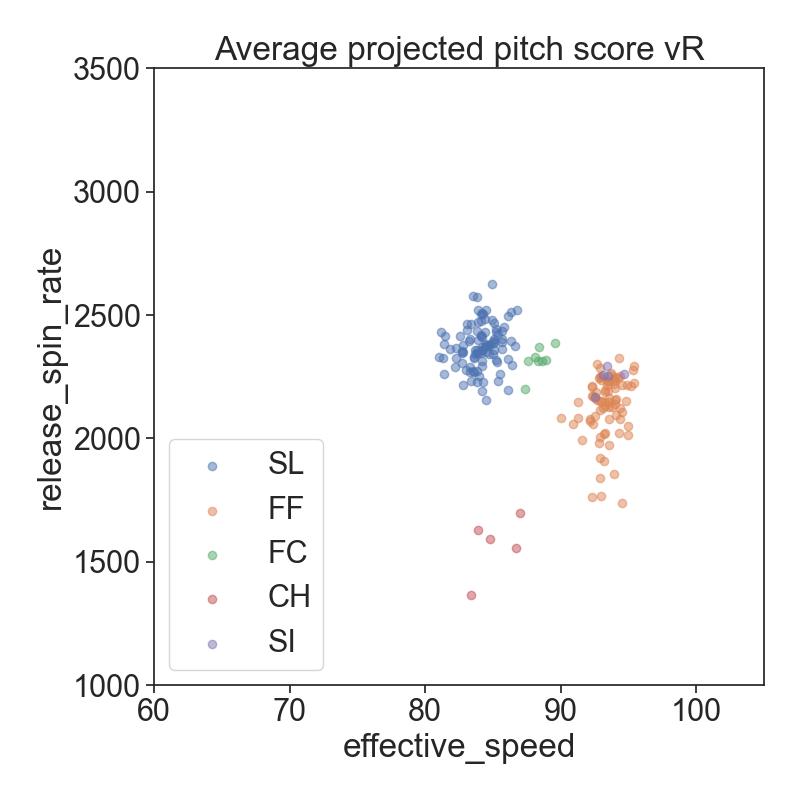 Average projected pitch score vR
3500
3000
2500
2000
1500
1000
release_spin_rate
SL
FF
FC
CH
SI
60
70
80
90
100
effective_speed